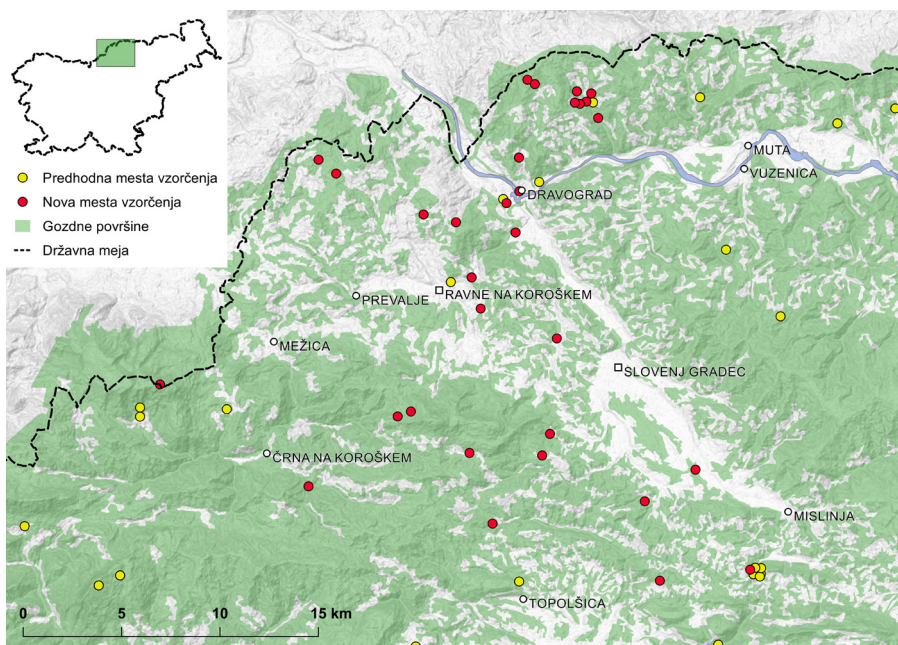 Predhodna mesta vzorčenja
Nova mesta vzorčenja
Gozdne površine
Državna meja
MUTA
VUZENICA
DRAVOGRAD
RAVNE NA KOROŠKEM
PREVALJE
MEŽICA
SLOVENJ GRADEC
ČRNA NA KOROŠKEM
MISLINJA
TOPOLŠICA
0 5 10 15 km